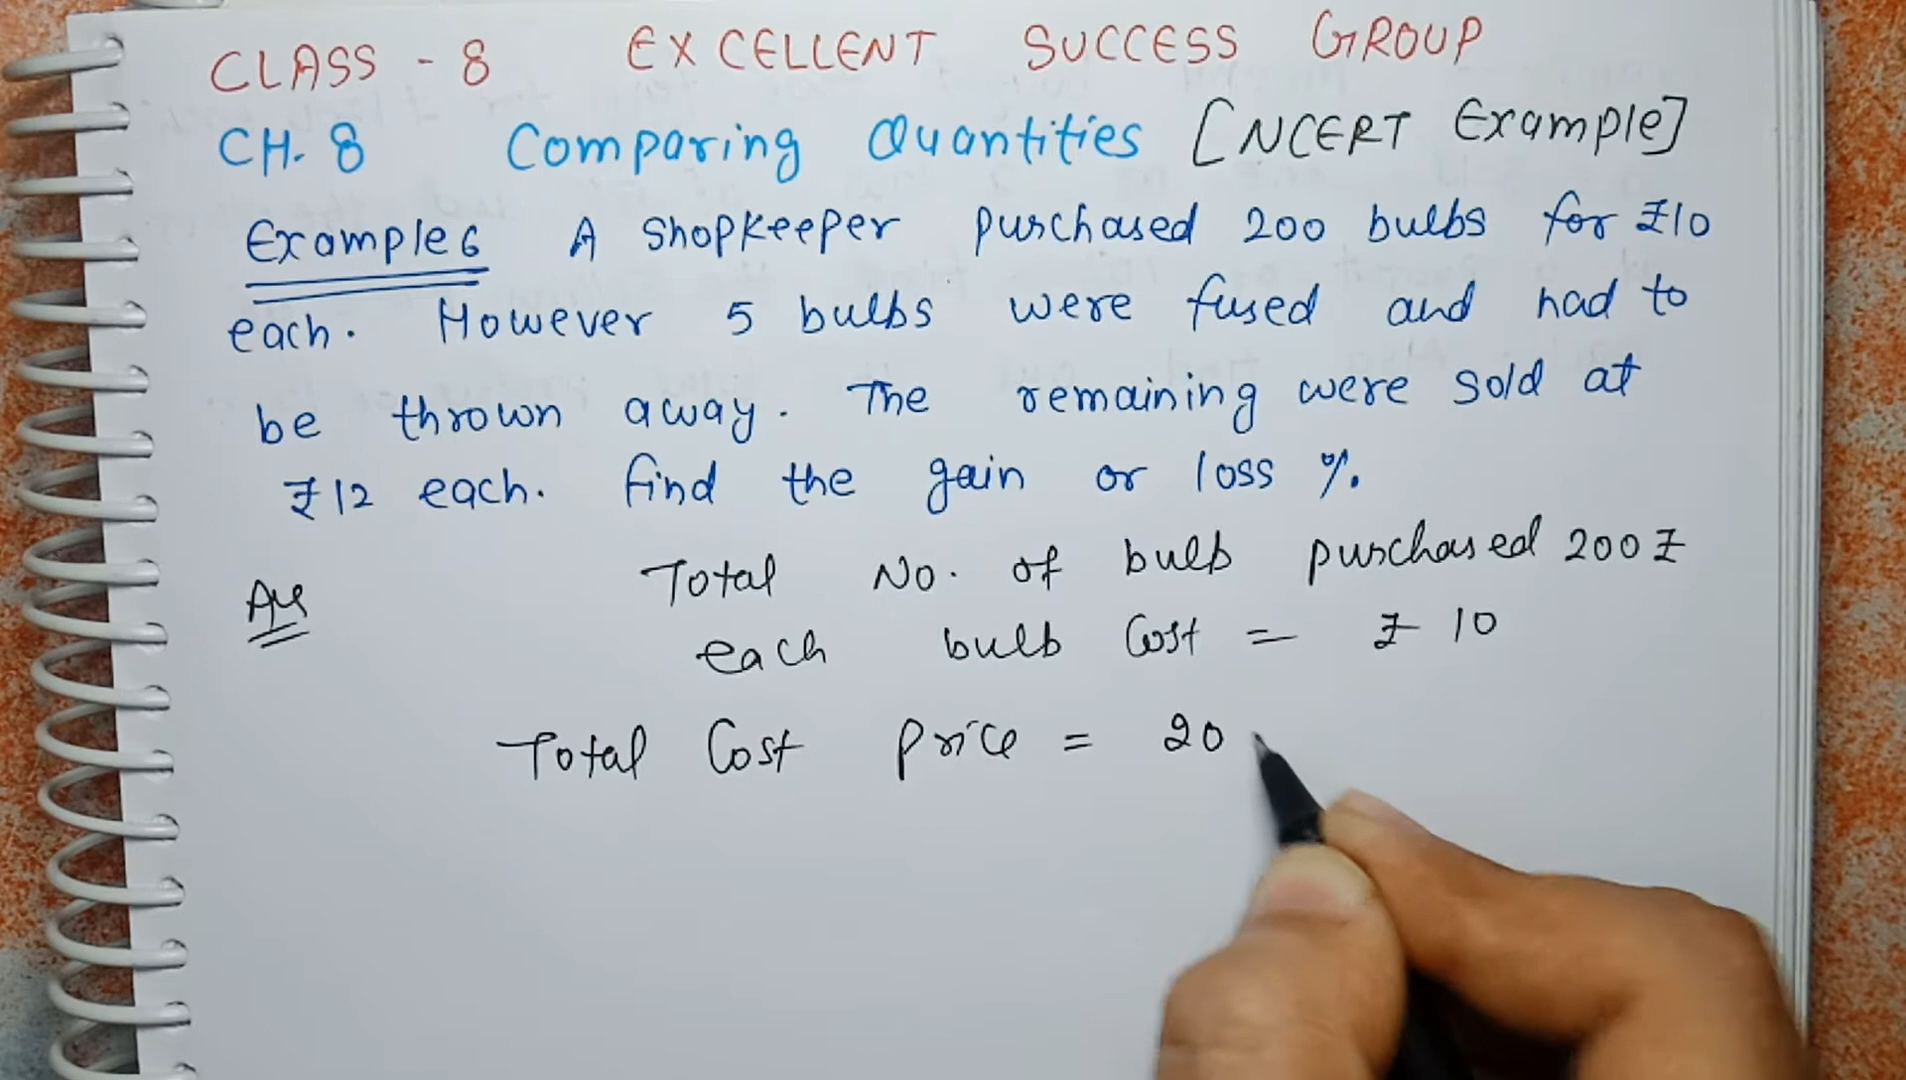 CLASS - 8 EXCELLENT SUCCESS GROUP
CH. 8 Comparing Quantities [NCERT Example]
Example 6 A shopkeeper purchased 200 bulbs for ₹10
each. However 5 bulbs were fused and had to
be thrown away. The remaining were sold at
₹12 each. find the gain or loss %.
Total No. of bulb purchased 200 ₹
Ans
each bulb Cost = ₹ 10
Total Cost price = 20